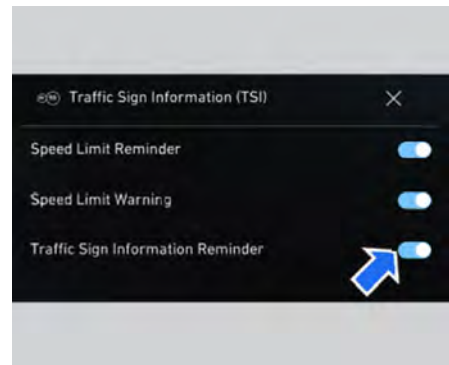 Traffic Sign Information (TSI)
Speed Limit Reminder
Speed Limit Warning
Traffic Sign Information Reminder